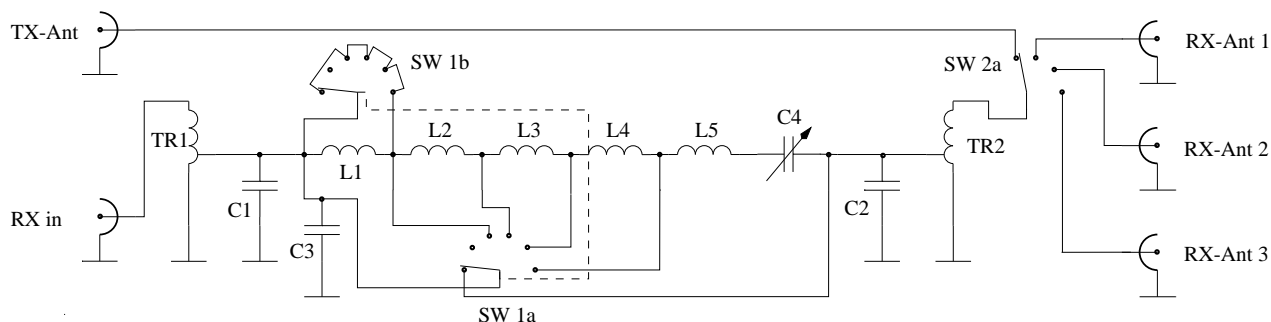 TX-Ant
SW 1b
SW 2a
RX-Ant 1
TR1
L1
L2
L3
L4
L5
C4
TR2
RX-Ant 2
RX in
C1
C3
C2
RX-Ant 3
SW 1a